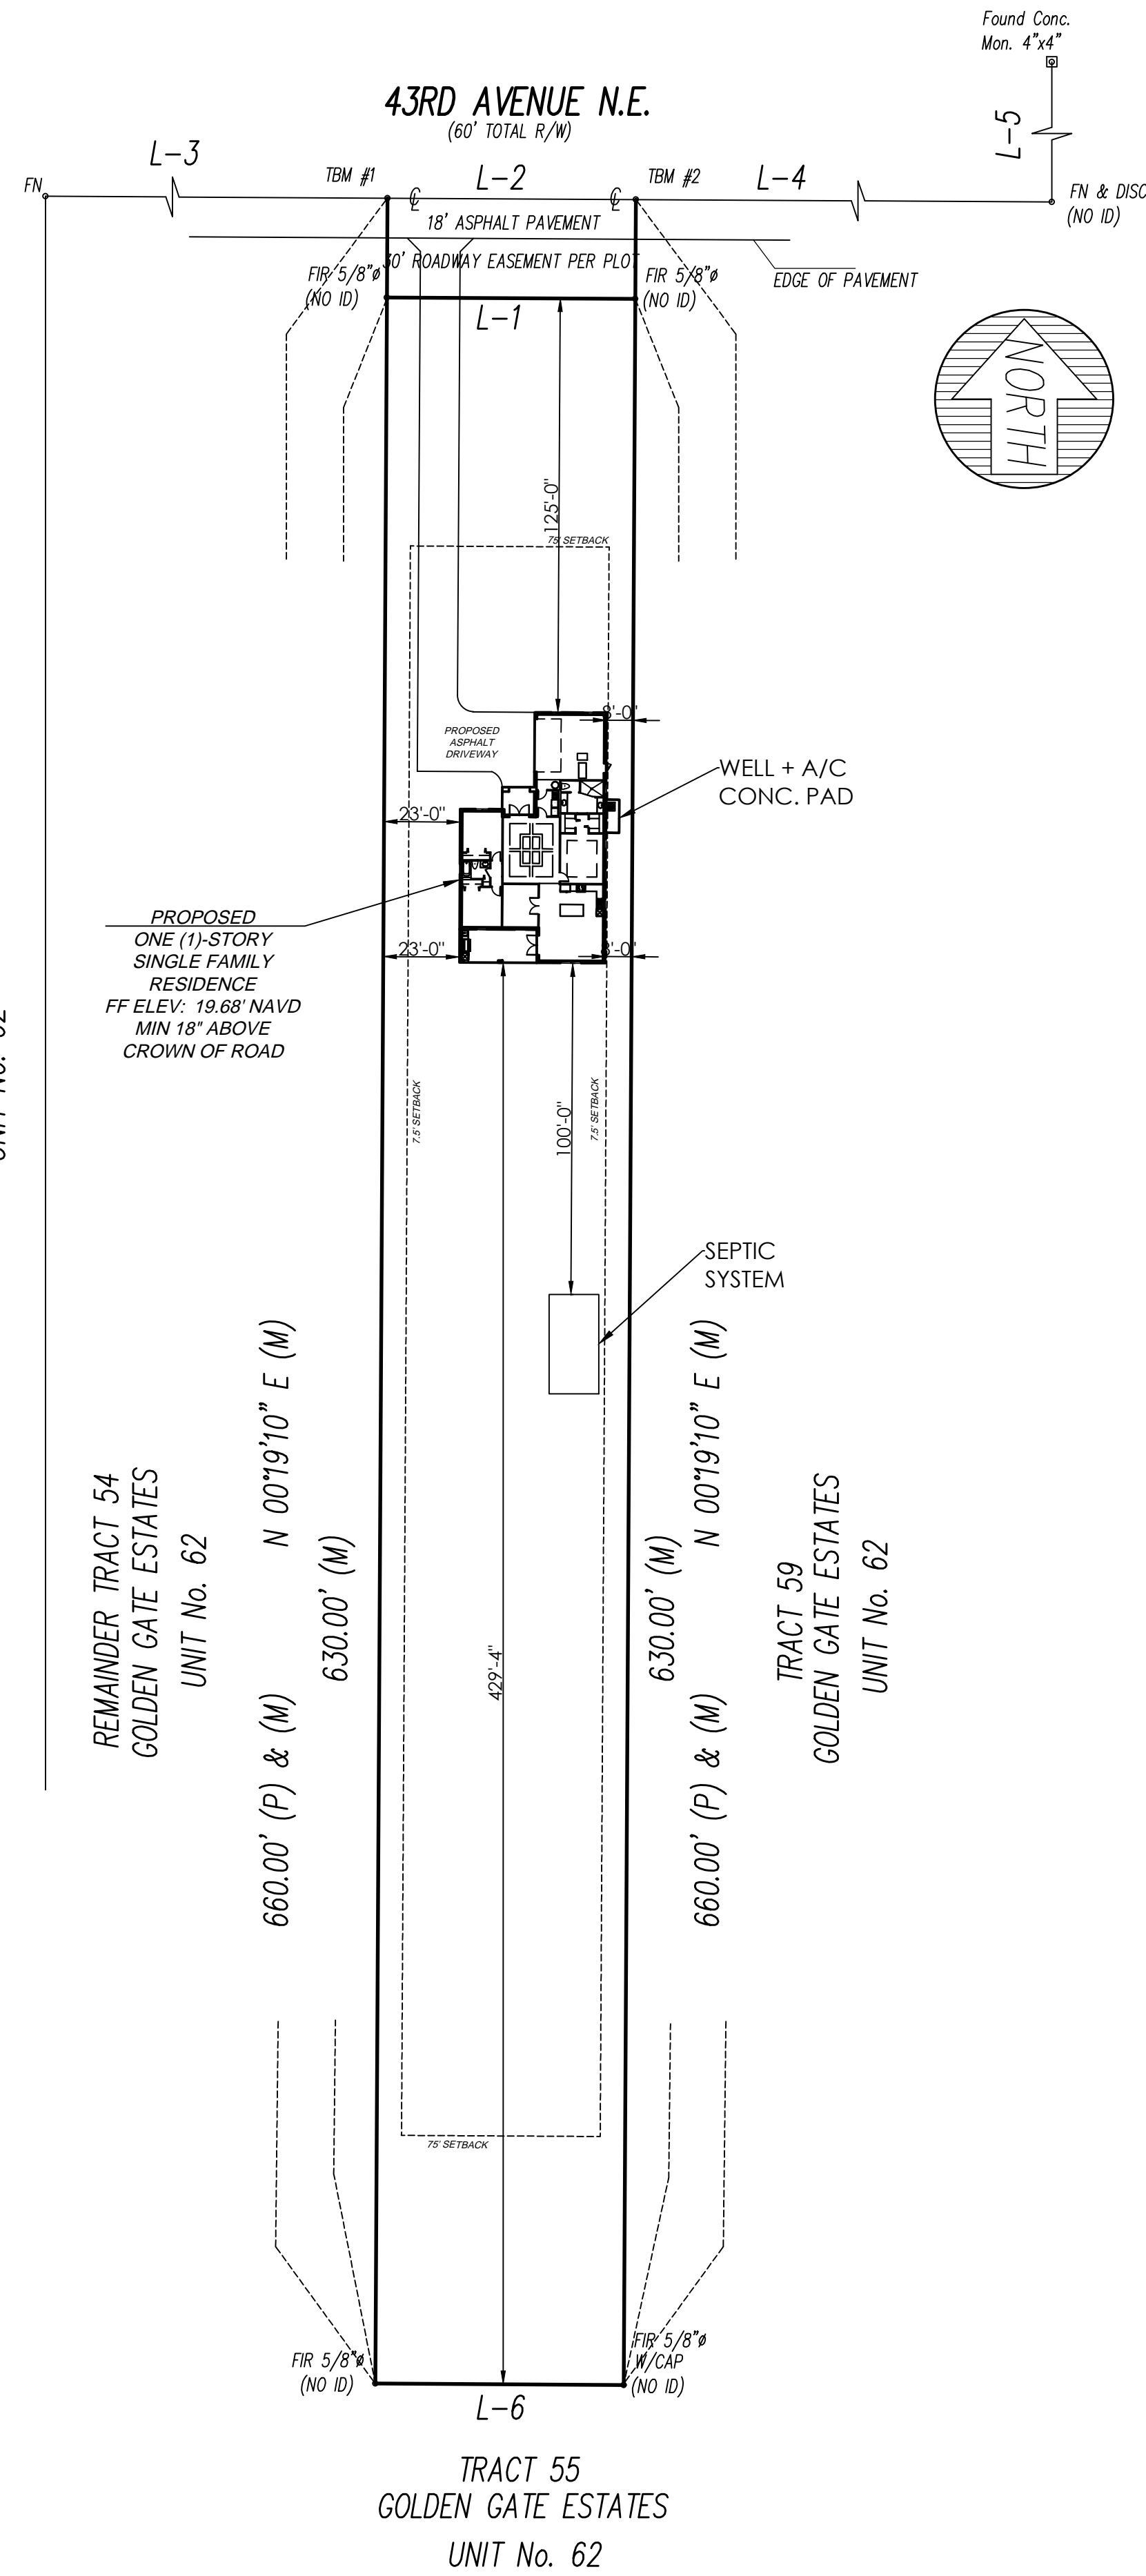 Found Conc.
Mon. 4"x4"
43RD AVENUE N.E.
(60' TOTAL R/W)
L-5
L-3
FN
TBM #1
L-2
TBM #2
L-4
FN & DISC
(NO ID)
℄
℄
18' ASPHALT PAVEMENT
30' ROADWAY EASEMENT PER PLOT
EDGE OF PAVEMENT
FIR 5/8"ø
(NO ID)
FIR 5/8"ø
(NO ID)
L-1
NORTH
125'-0"
75' SETBACK
PROPOSED
ASPHALT
DRIVEWAY
8'-0"
WELL + A/C
CONC. PAD
23'-0"
PROPOSED
ONE (1)-STORY
SINGLE FAMILY
RESIDENCE
FF ELEV: 19.68' NAVD
MIN 18" ABOVE
CROWN OF ROAD
23'-0"
8'-0"
UNIT No.
7.5' SETBACK
100'-0"
7.5' SETBACK
SEPTIC
SYSTEM
N 00°19'10" E (M)
N 00°19'10" E (M)
REMAINDER TRACT 54
GOLDEN GATE ESTATES
UNIT No. 62
630.00' (M)
630.00' (M)
TRACT 59
GOLDEN GATE ESTATES
UNIT No. 62
429'-4"
660.00' (P) & (M)
660.00' (P) & (M)
75' SETBACK
FIR 5/8"ø
(NO ID)
FIR 5/8"ø
W/CAP
(NO ID)
L-6
TRACT 55
GOLDEN GATE ESTATES
UNIT No. 62